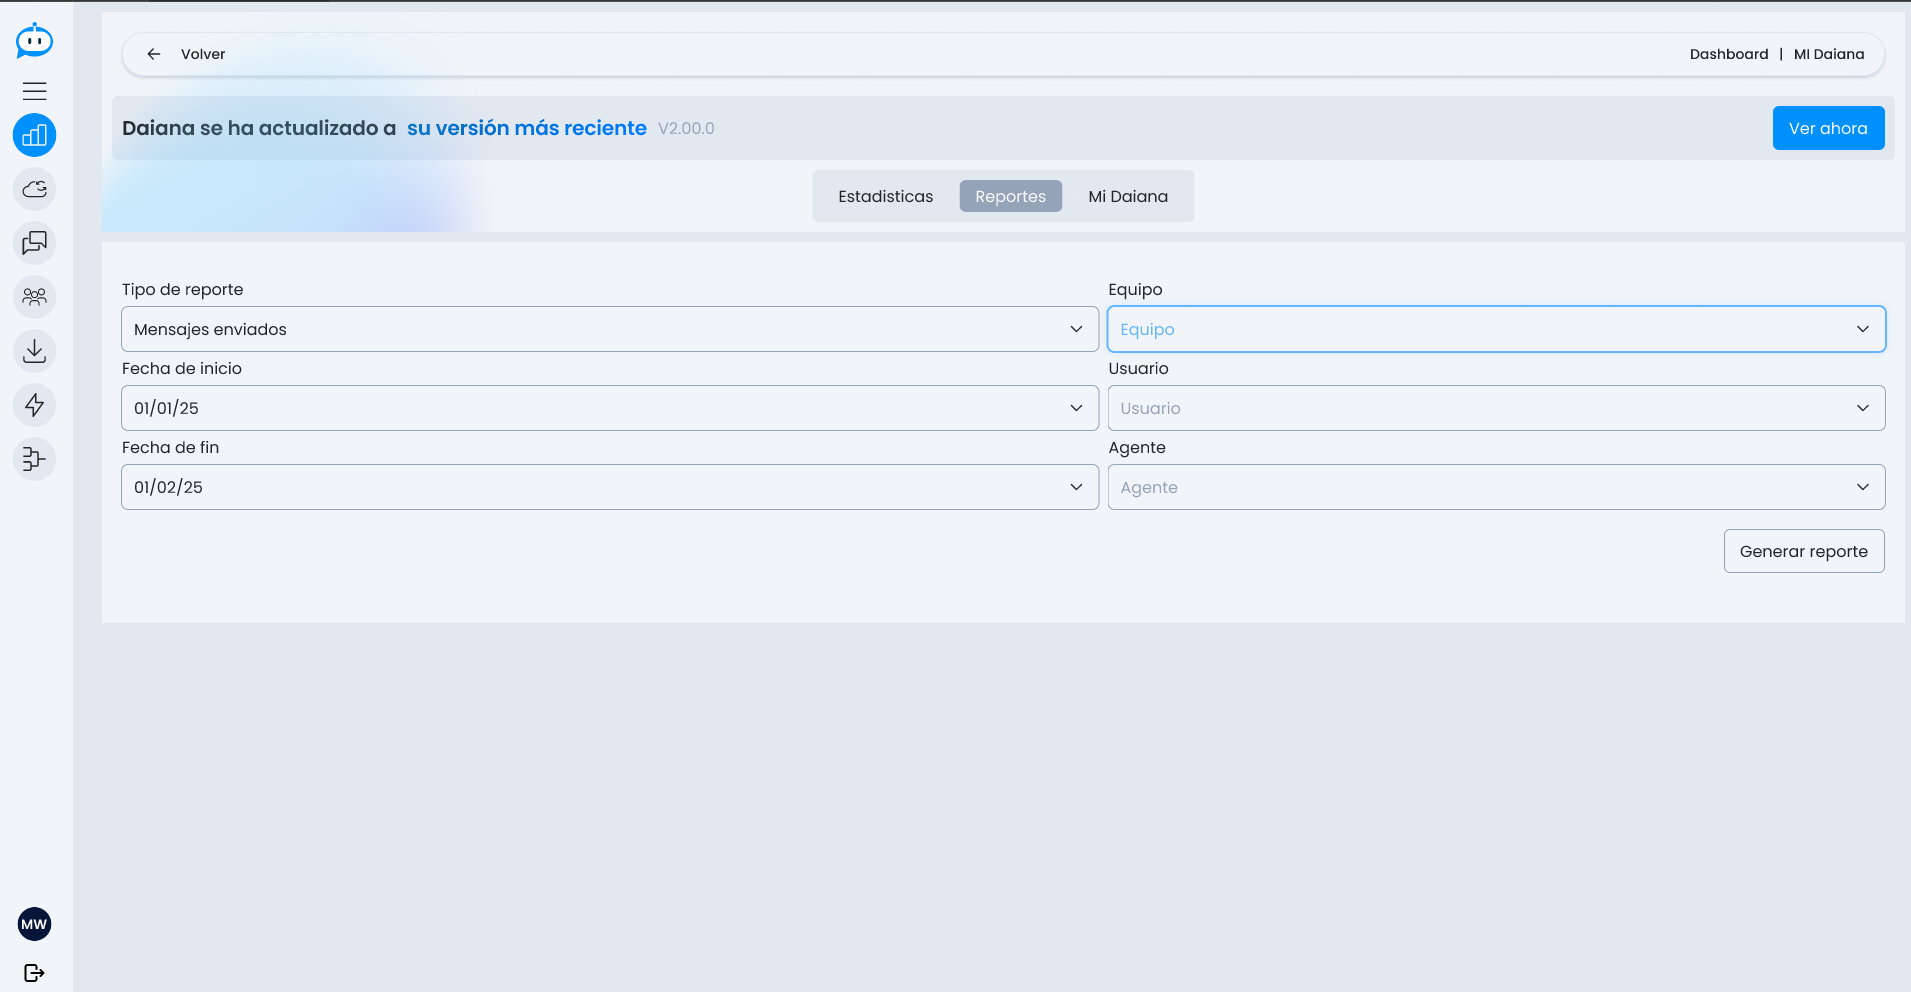 Volver
Dashboard | MI Daiana
Daiana se ha actualizado a su versión más reciente V2.00.0
Ver ahora
Estadisticas
Reportes
Mi Daiana
Tipo de reporte
Mensajes enviados
Equipo
Equipo
Fecha de inicio
01/01/25
Usuario
Usuario
Fecha de fin
01/02/25
Agente
Agente
Generar reporte
MW